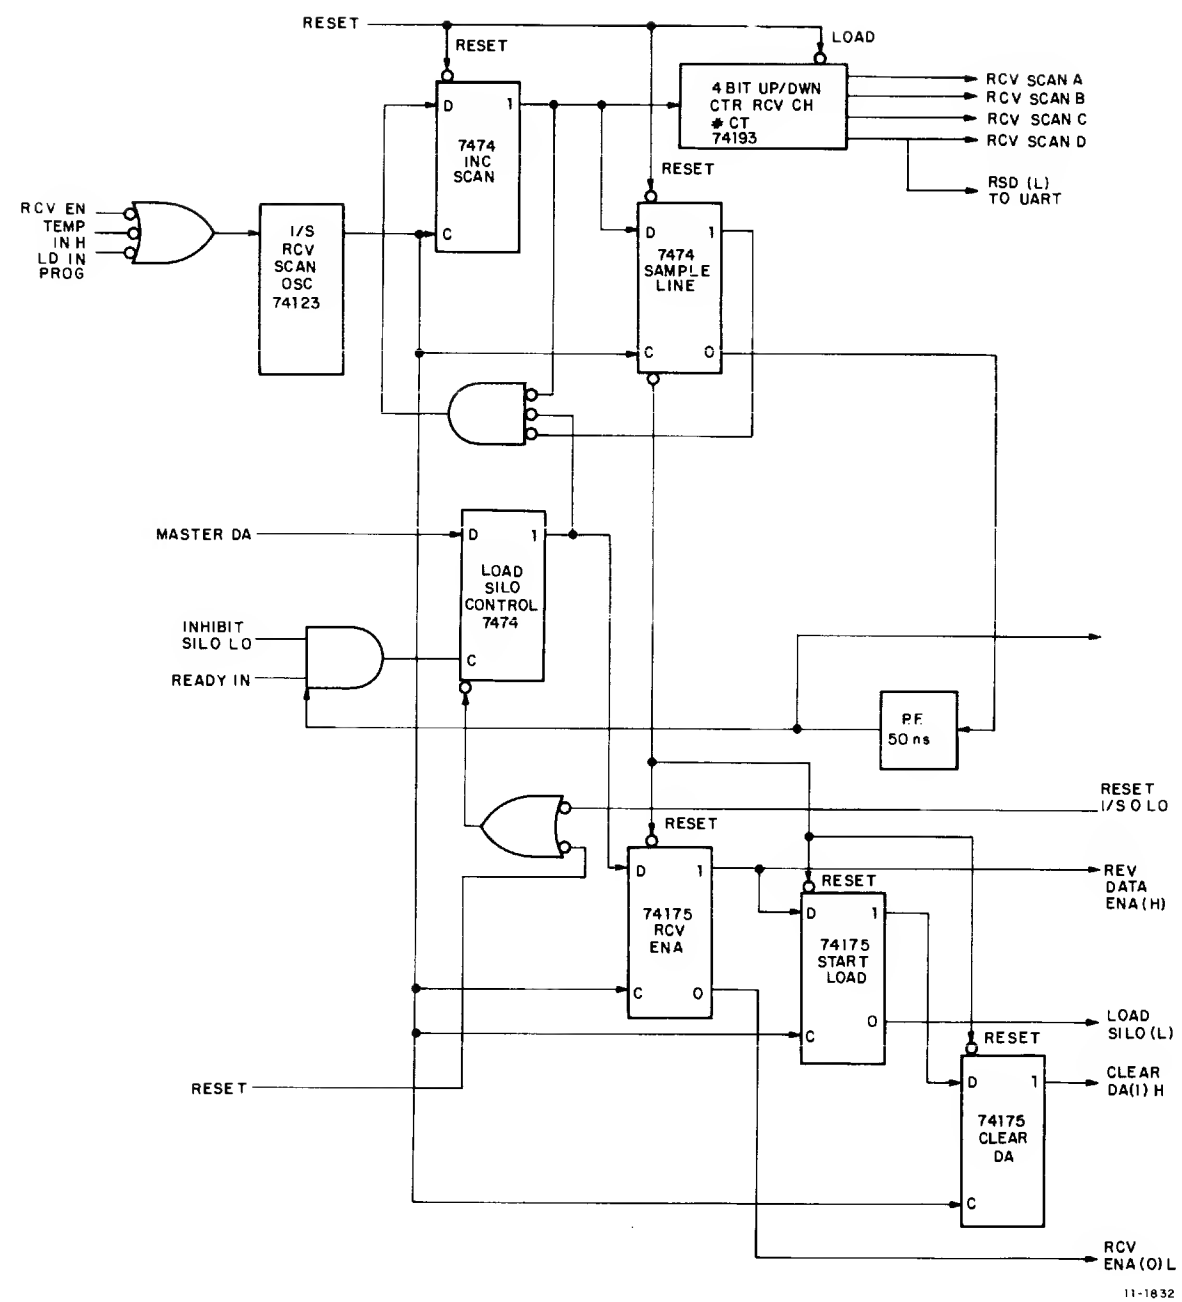 RESET
RESET
LOAD
D 1
7474
INC
SCAN
C
4 BIT UP/DWN
CTR RCV CH
# CT
74193
RCV SCAN A
RCV SCAN B
RCV SCAN C
RCV SCAN D
RSD (L)
TO UART
RESET
RCV EN
TEMP
IN H
LD IN
PROG
I/S
RCV
SCAN
OSC
74123
D 1
7474
SAMPLE
LINE
C 0
MASTER DA
D 1
LOAD
SILO
CONTROL
7474
C
INHIBIT
SILO LO
READY IN
P.F.
50 ns
RESET
I/S O LO
RESET
D 1
74175
RCV
ENA
C 0
REV
DATA
ENA (H)
RESET
D 1
74175
START
LOAD
C 0
LOAD
SILO (L)
RESET
RESET
D 1
74175
CLEAR
DA
C
CLEAR
DA(1) H
RCV
ENA (0) L
11-1832